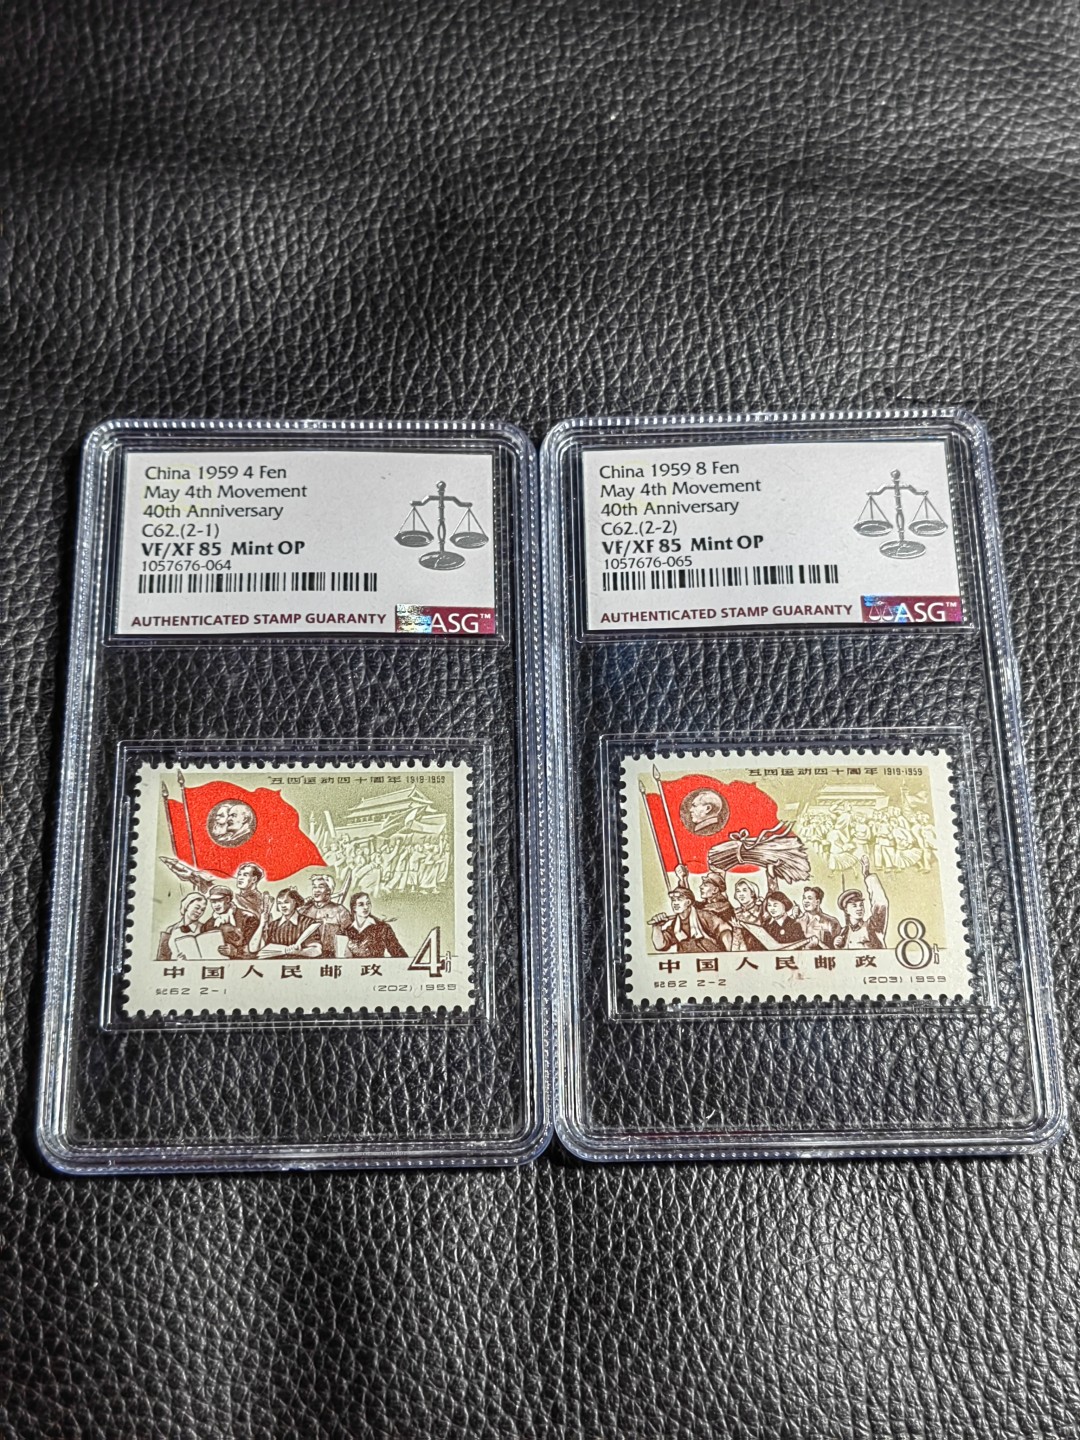 China 1959 4 Fen
May 4th Movement
40th Anniversary
C62.(2-1)
VF/XF 85 Mint OP
1057676-064
AUTHENTICATED STAMP GUARANTY
ASG™
五四运动四十周年 1919-1959
4分
中国人民邮政
纪62 2-1
(202) 1959
China 1959 8 Fen
May 4th Movement
40th Anniversary
C62.(2-2)
VF/XF 85 Mint OP
1057676-065
AUTHENTICATED STAMP GUARANTY
ASG™
五四运动四十周年 1919-1959
8分
中国人民邮政
纪62 2-2
(203) 1959